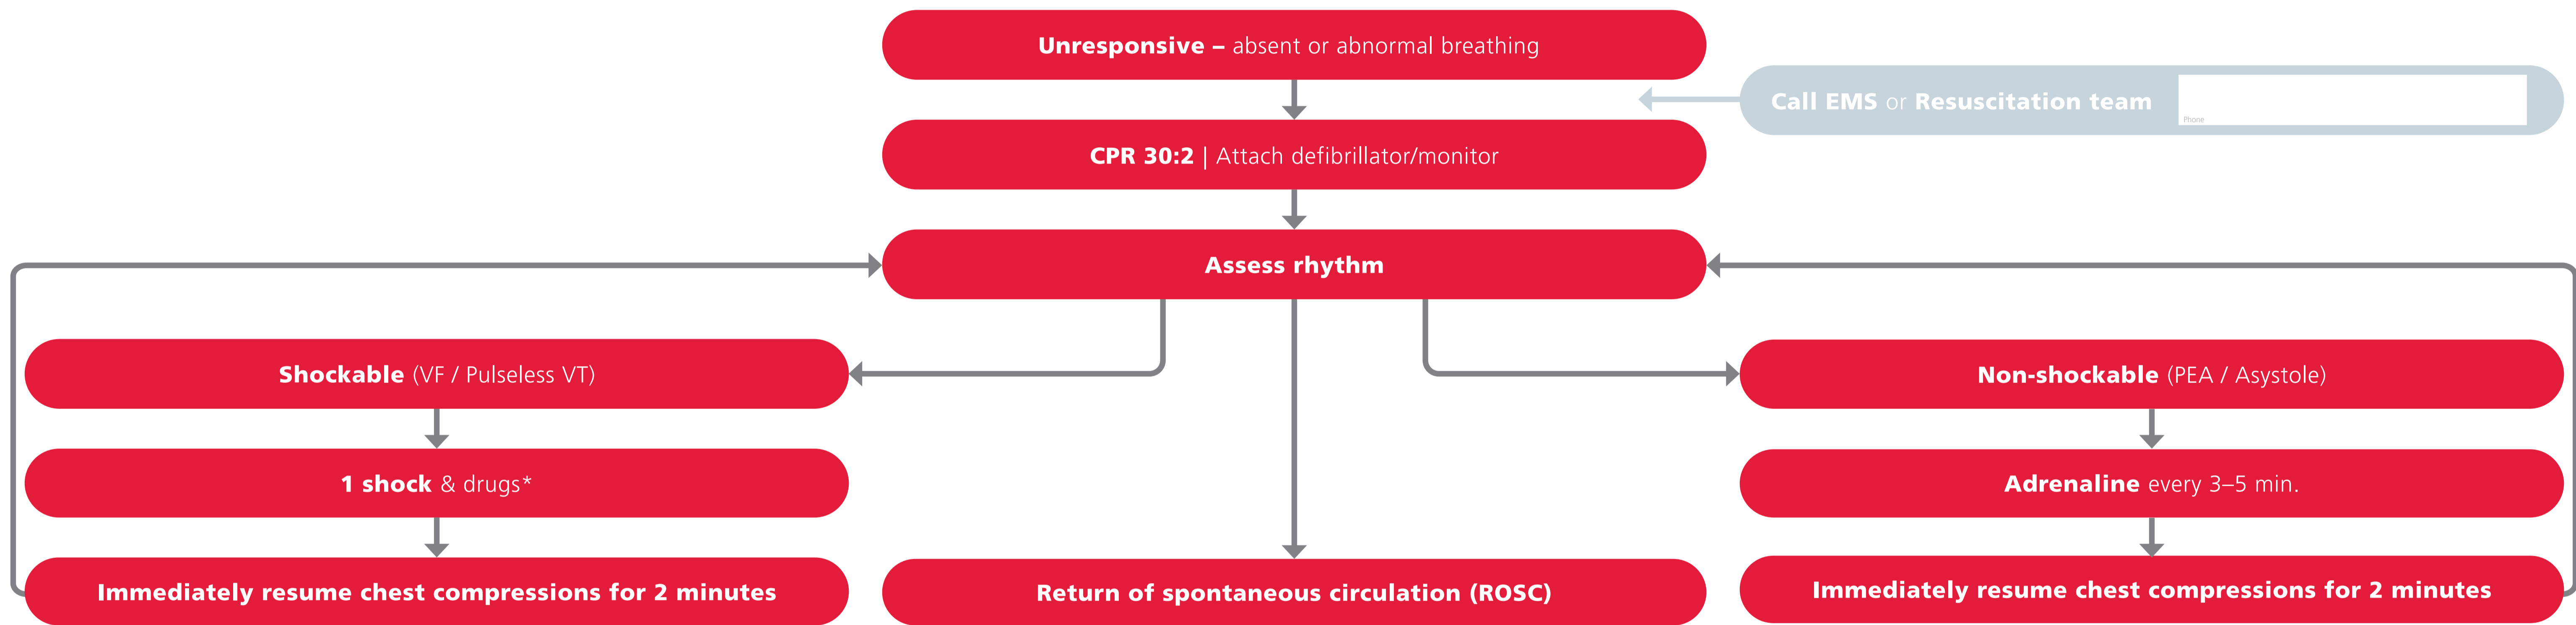 Unresponsive – absent or abnormal breathing
Call EMS or Resuscitation team
Phone
CPR 30:2 | Attach defibrillator/monitor
Assess rhythm
Shockable (VF / Pulseless VT)
Non-shockable (PEA / Asystole)
1 shock & drugs*
Adrenaline every 3–5 min.
Immediately resume chest compressions for 2 minutes
Return of spontaneous circulation (ROSC)
Immediately resume chest compressions for 2 minutes